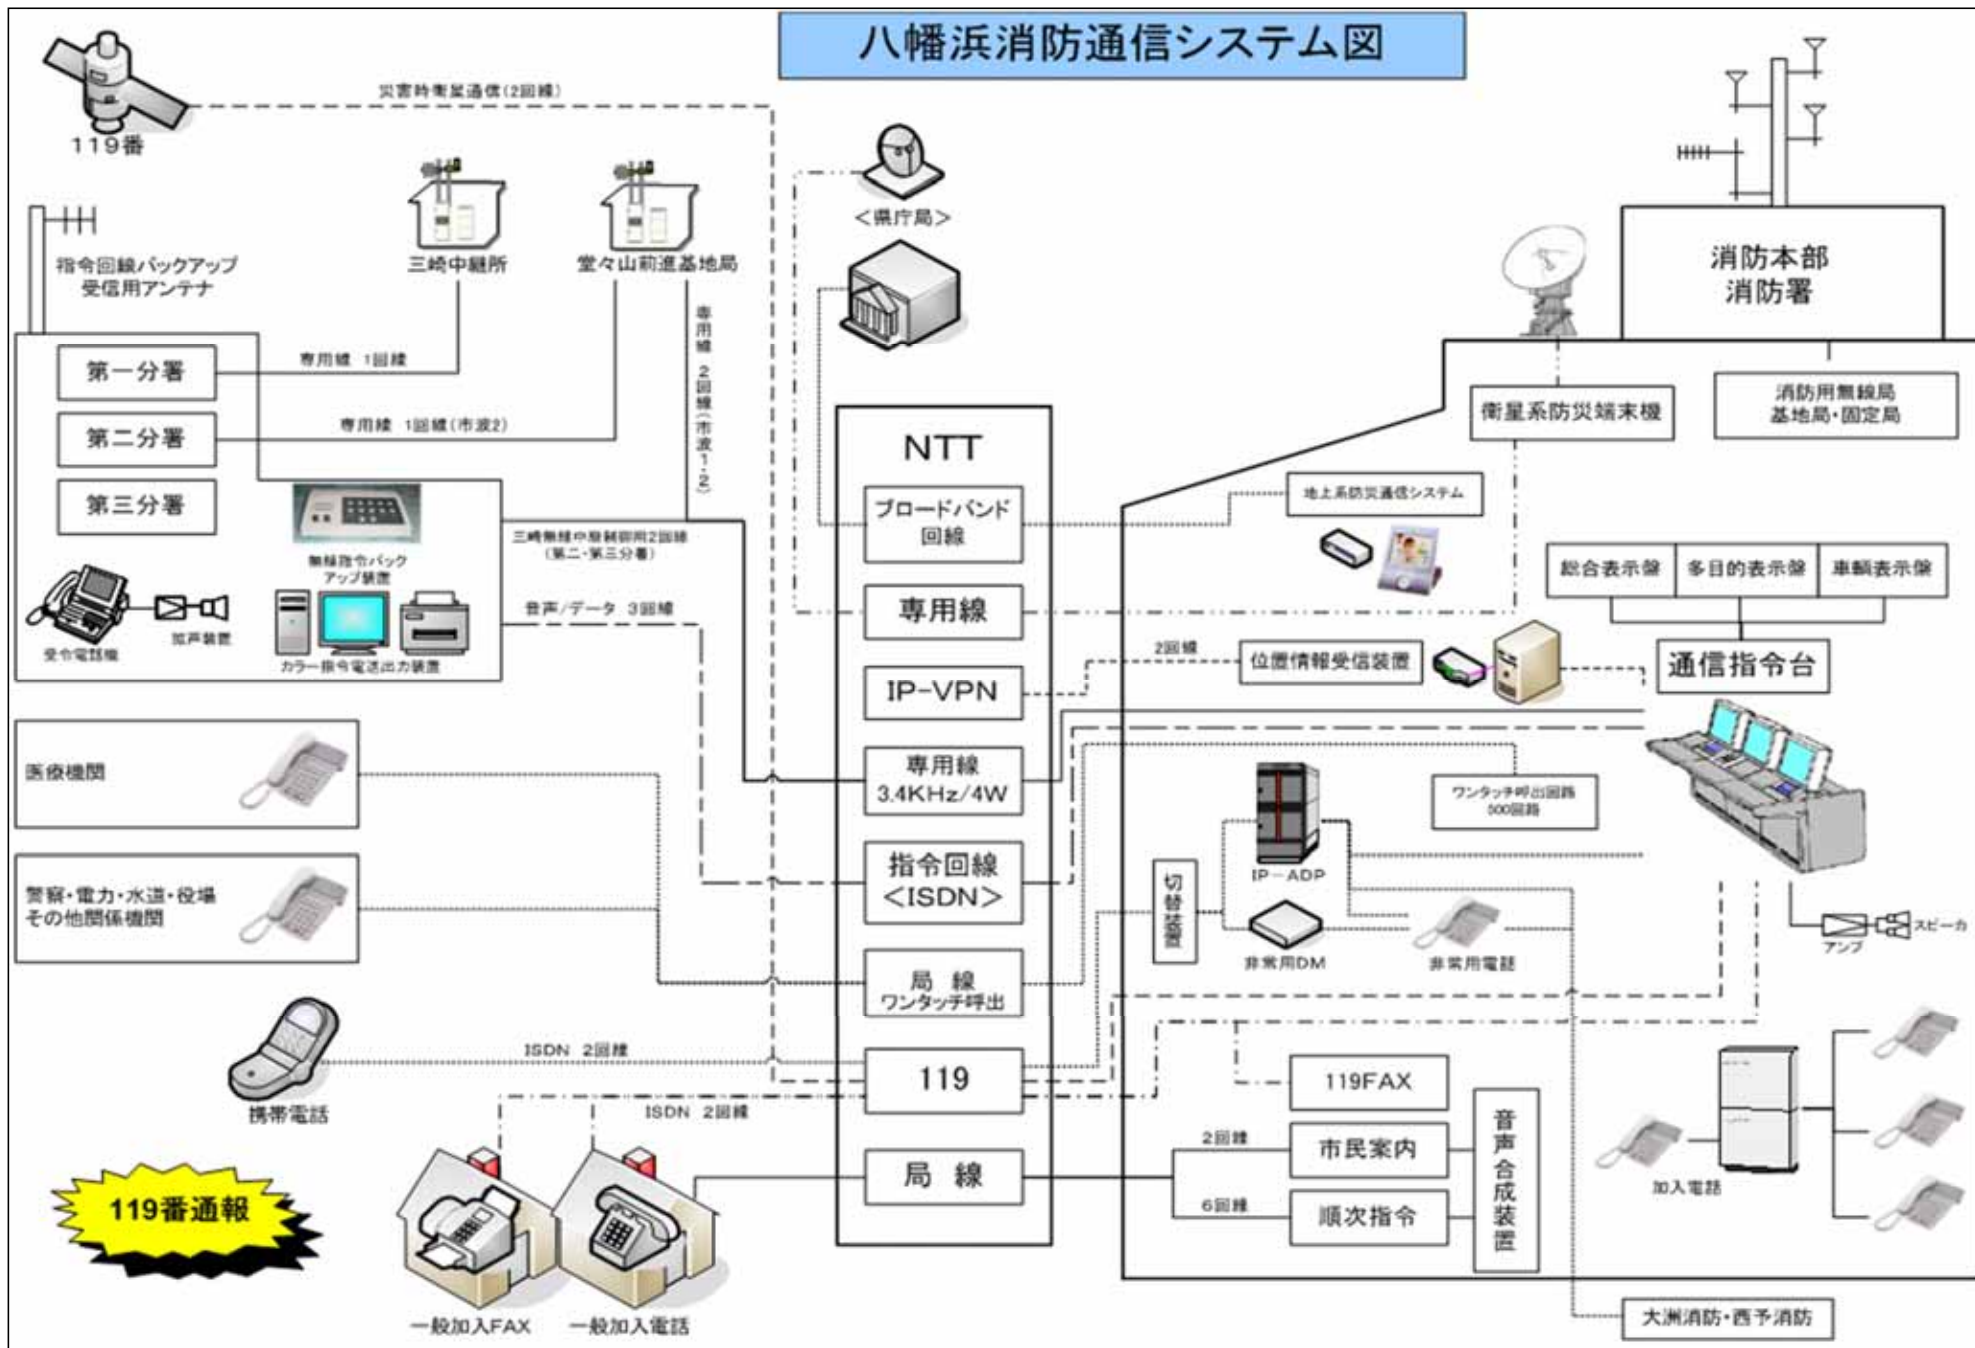 八幡浜消防通信システム図
災害時衛星通信(2回線)
119番
＜県庁局＞
三崎中継所
堂々山前進基地局
指令回線バックアップ
受信用アンテナ
消防本部
消防署
第一分署
専用線 1回線
第二分署
専用線 1回線(市波2)
第三分署
専用線 2回線(市波1・2)
無線指令バック
アップ装置
三崎無線中継制御用2回線
(第二・第三分署)
音声/データ 3回線
受令電話機
拡声装置
カラー指令電送出力装置
衛星系防災端末機
消防用無線局
基地局・固定局
地上系防災通信システム
総合表示盤
多目的表示盤
車輌表示盤
通信指令台
2回線
位置情報受信装置
NTT
ブロードバンド
回線
専用線
IP-VPN
専用線
3.4KHz/4W
指令回線
＜ISDN＞
局 線
ワンタッチ呼出
119
局 線
医療機関
警察・電力・水道・役場
その他関係機関
携帯電話
ISDN 2回線
ISDN 2回線
119番通報
一般加入FAX
一般加入電話
ワンタッチ呼出回路
500回路
IP-ADP
切替装置
非常用DM
非常用電話
アンプ
スピーカ
119FAX
2回線
市民案内
6回線
順次指令
音声合成装置
加入電話
大洲消防・西予消防